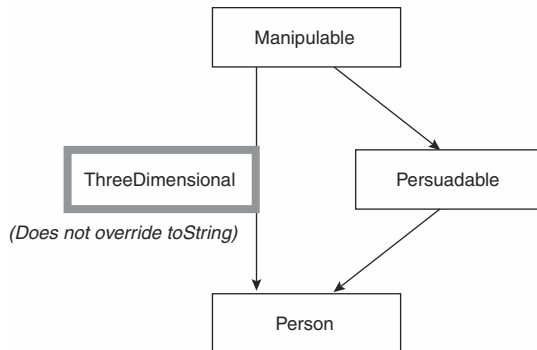 Manipulable
ThreeDimensional
Persuadable
(Does not override toString)
Person